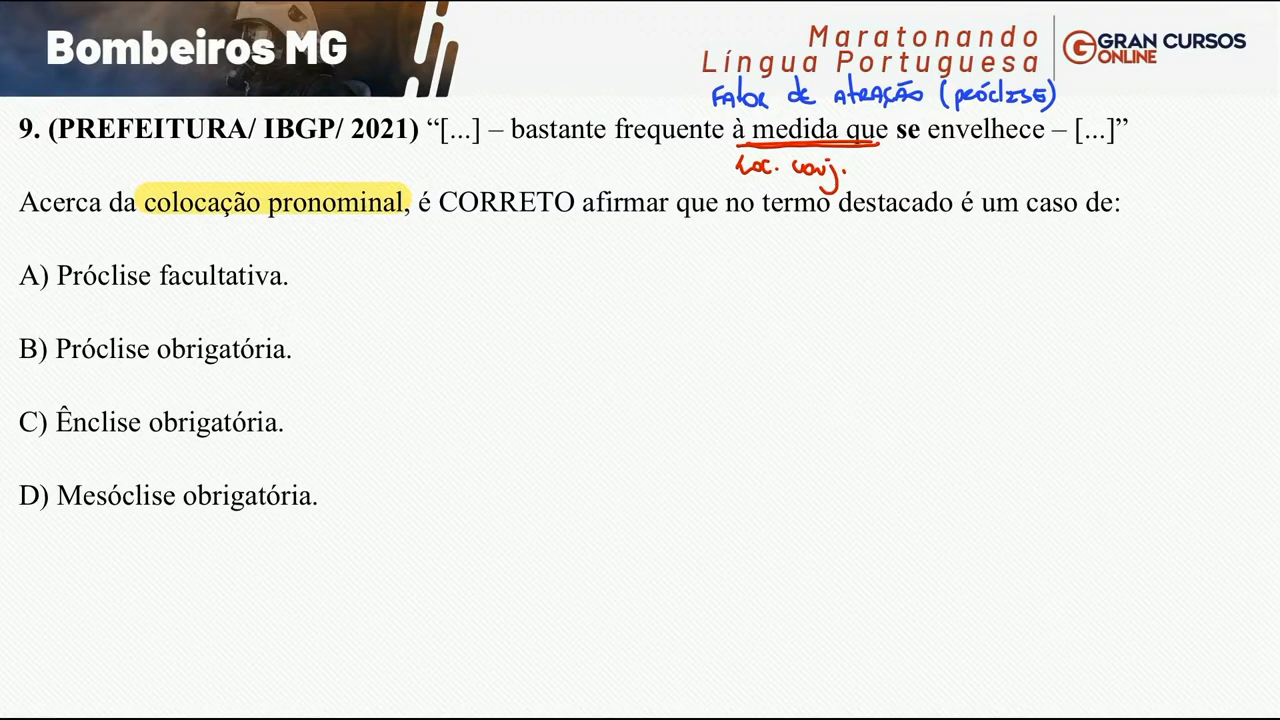 Bombeiros MG
Maratonando
Língua Portuguesa
GRAN CURSOS
ONLINE
FATOR DE ATRAÇÃO (PRÓCLISE)
9. (PREFEITURA/ IBGP/ 2021) “[...] – bastante frequente à medida que se envelhece – [...]”
Loc. conj.
Acerca da colocação pronominal, é CORRETO afirmar que no termo destacado é um caso de:
A) Próclise facultativa.
B) Próclise obrigatória.
C) Ênclise obrigatória.
D) Mesóclise obrigatória.